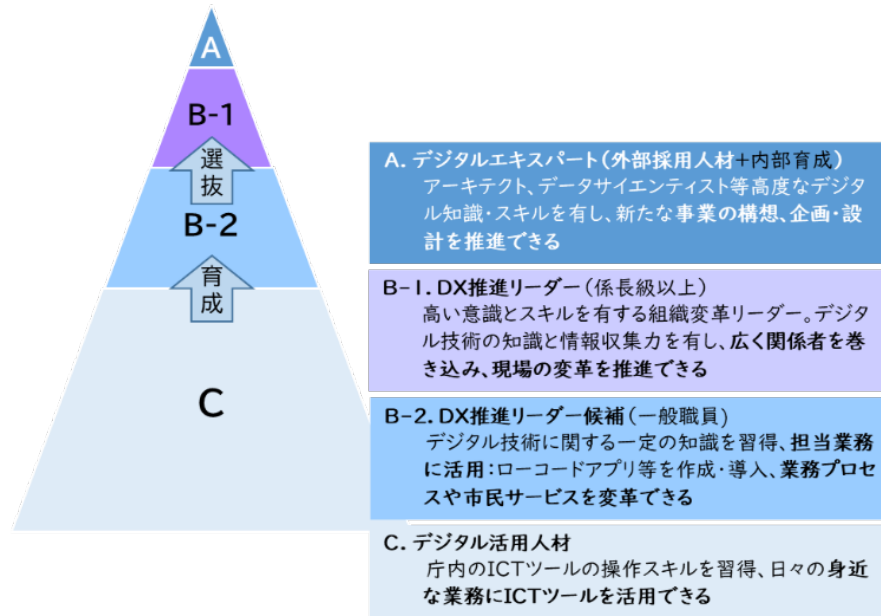 A
B-1
選
抜
B-2
育
成
C
A. デジタルエキスパート(外部採用人材+内部育成)
アーキテクト、データサイエンティスト等高度なデジタ
ル知識・スキルを有し、新たな事業の構想、企画・設
計を推進できる
B-1. DX推進リーダー(係長級以上)
高い意識とスキルを有する組織変革リーダー。デジタ
ル技術の知識と情報収集力を有し、広く関係者を巻
き込み、現場の変革を推進できる
B-2. DX推進リーダー候補(一般職員)
デジタル技術に関する一定の知識を習得、担当業務
に活用:ローコードアプリ等を作成・導入、業務プロセ
スや市民サービスを変革できる
C. デジタル活用人材
庁内のICTツールの操作スキルを習得、日々の身近
な業務にICTツールを活用できる